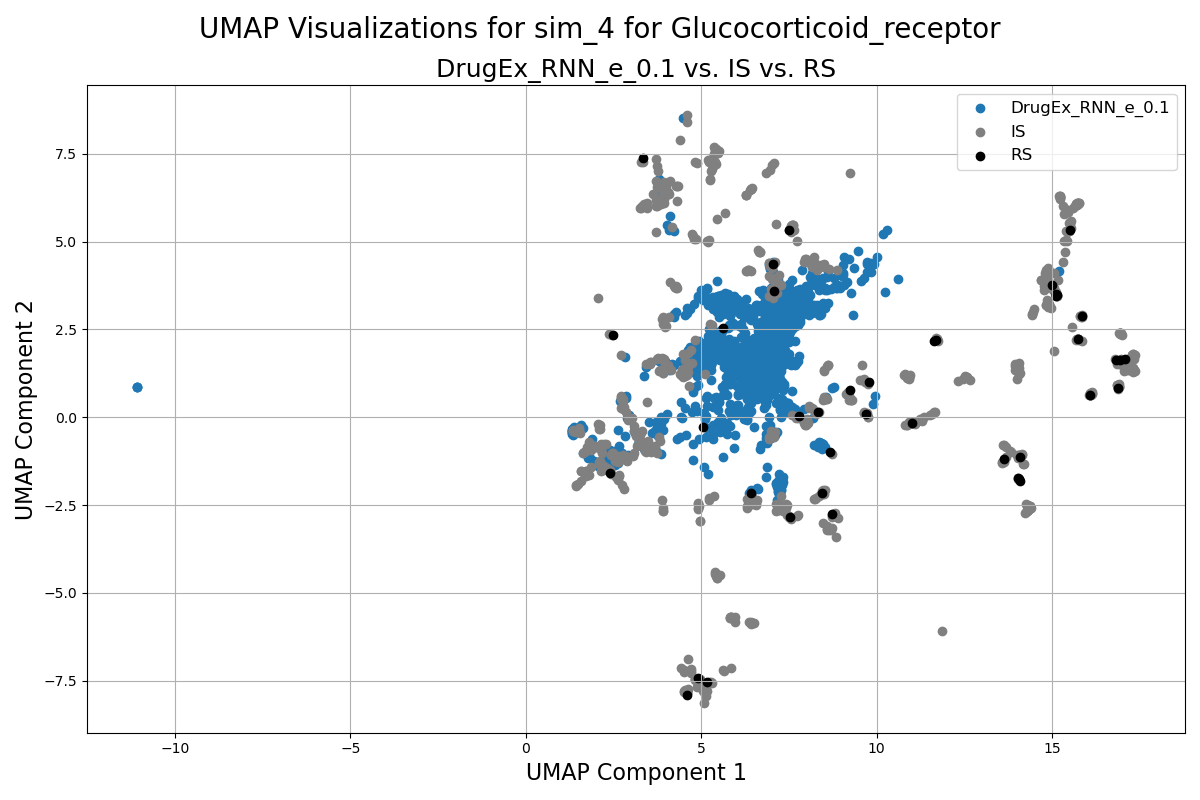 UMAP Visualizations for sim_4 for Glucocorticoid_receptor
DrugEx_RNN_e_0.1 vs. IS vs. RS
DrugEx_RNN_e_0.1
IS
RS
7.5
5.0
2.5
0.0
−2.5
−5.0
−7.5
UMAP Component 2
−10
−5
0
5
10
15
UMAP Component 1